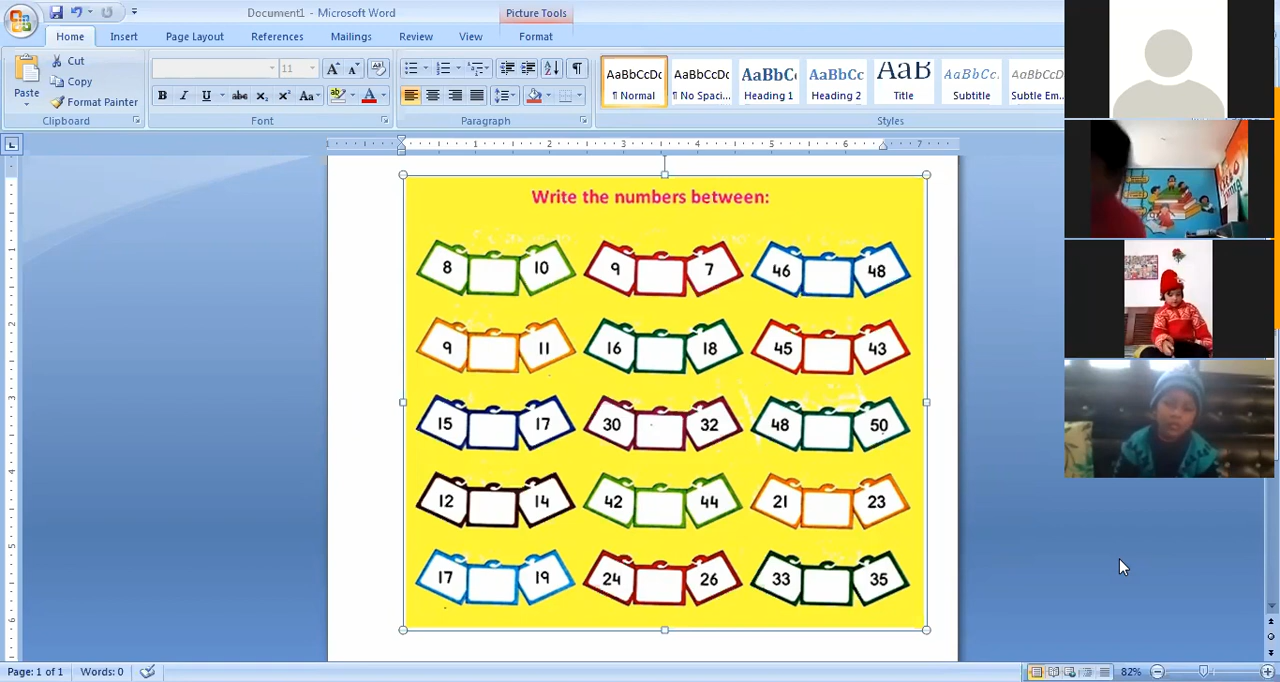 Document1 - Microsoft Word
Picture Tools
Home Insert Page Layout References Mailings Review View Format
Cut
Copy
Format Painter
Paste
Clipboard
11
Font
Paragraph
AaBbCcDc AaBbCcDc AaBbC AaBbCc AaB AaBbCc. AaBbCcDc
¶ Normal ¶ No Spaci... Heading 1 Heading 2 Title Subtitle Subtle Em...
Styles
Write the numbers between:
8 10 9 7 46 48
9 11 16 18 45 43
15 17 30 32 48 50
12 14 42 44 21 23
17 19 24 26 33 35
Page: 1 of 1 Words: 0 82%